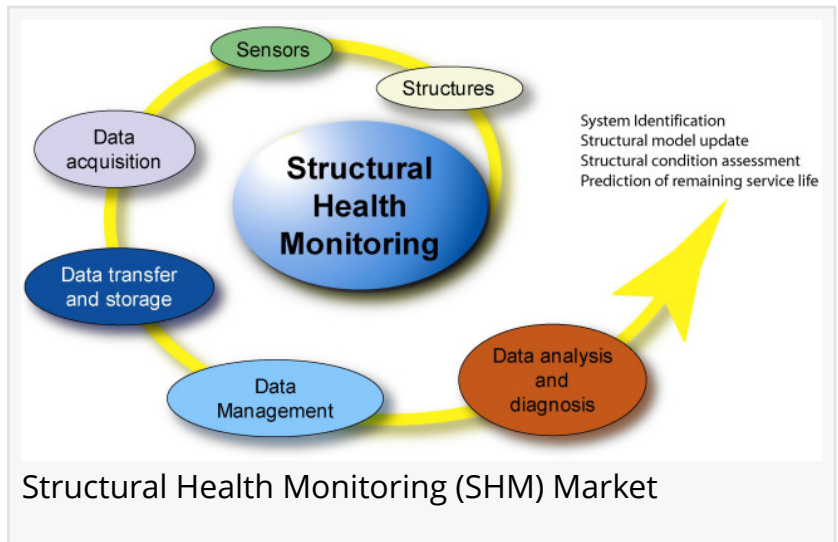 Sensors
Structures
Data
acquisition
Structural
Health
Monitoring
System Identification
Structural model update
Structural condition assessment
Prediction of remaining service life
Data transfer
and storage
Data
Management
Data analysis
and
diagnosis
Structural Health Monitoring (SHM) Market